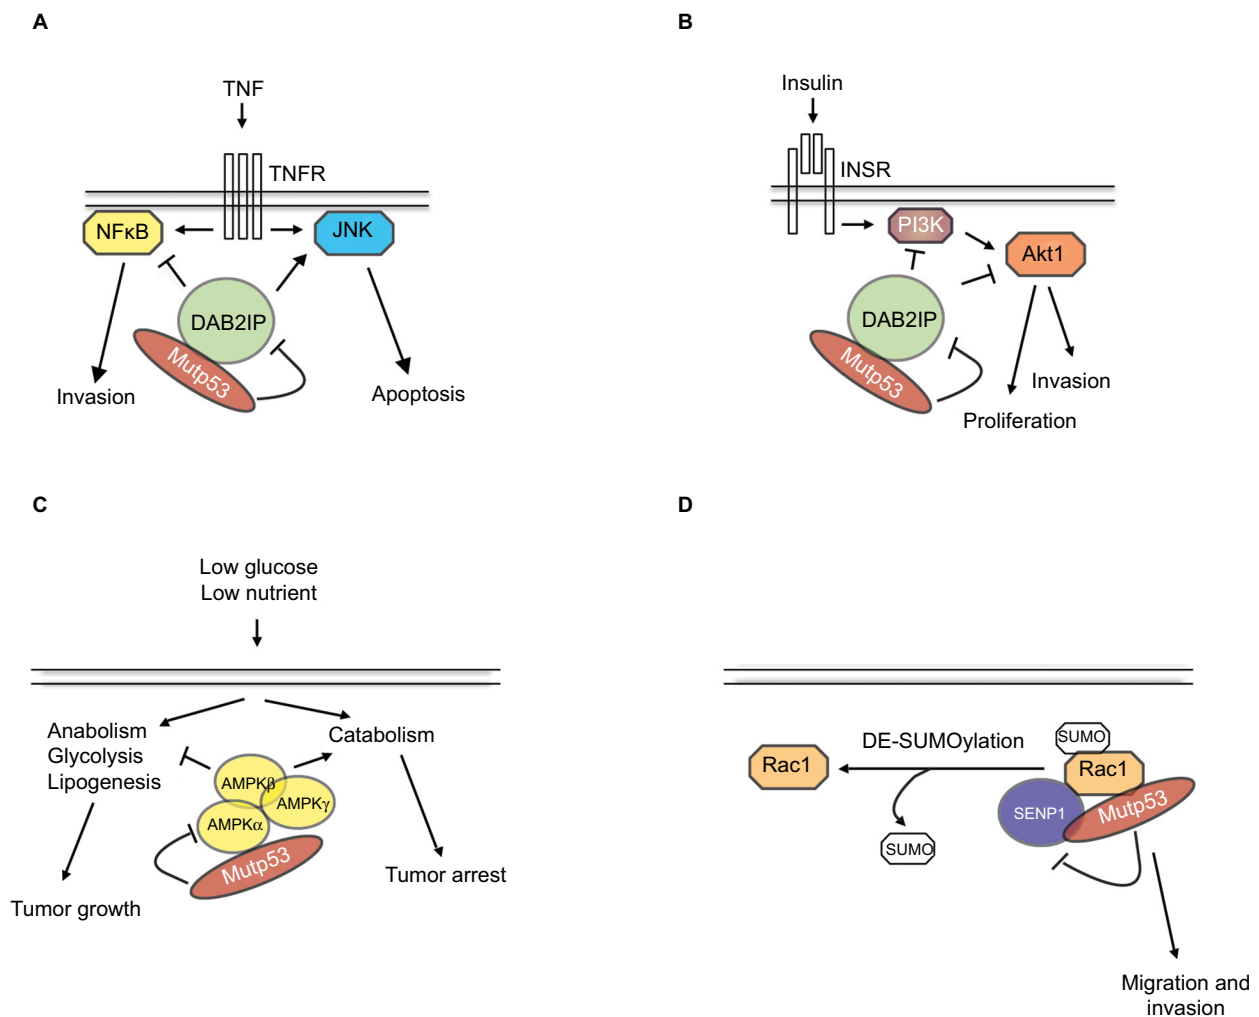 A
TNF
TNFR
NFκB
JNK
DAB2IP
Mutp53
Invasion
Apoptosis
B
Insulin
INSR
PI3K
Akt1
DAB2IP
Mutp53
Invasion
Proliferation
C
Low glucose
Low nutrient
Anabolism
Glycolysis
Lipogenesis
Catabolism
AMPKβ
AMPKγ
AMPKα
Mutp53
Tumor arrest
Tumor growth
D
SUMO
DE-SUMOylation
Rac1
Rac1
SENP1
Mutp53
SUMO
Migration and
invasion